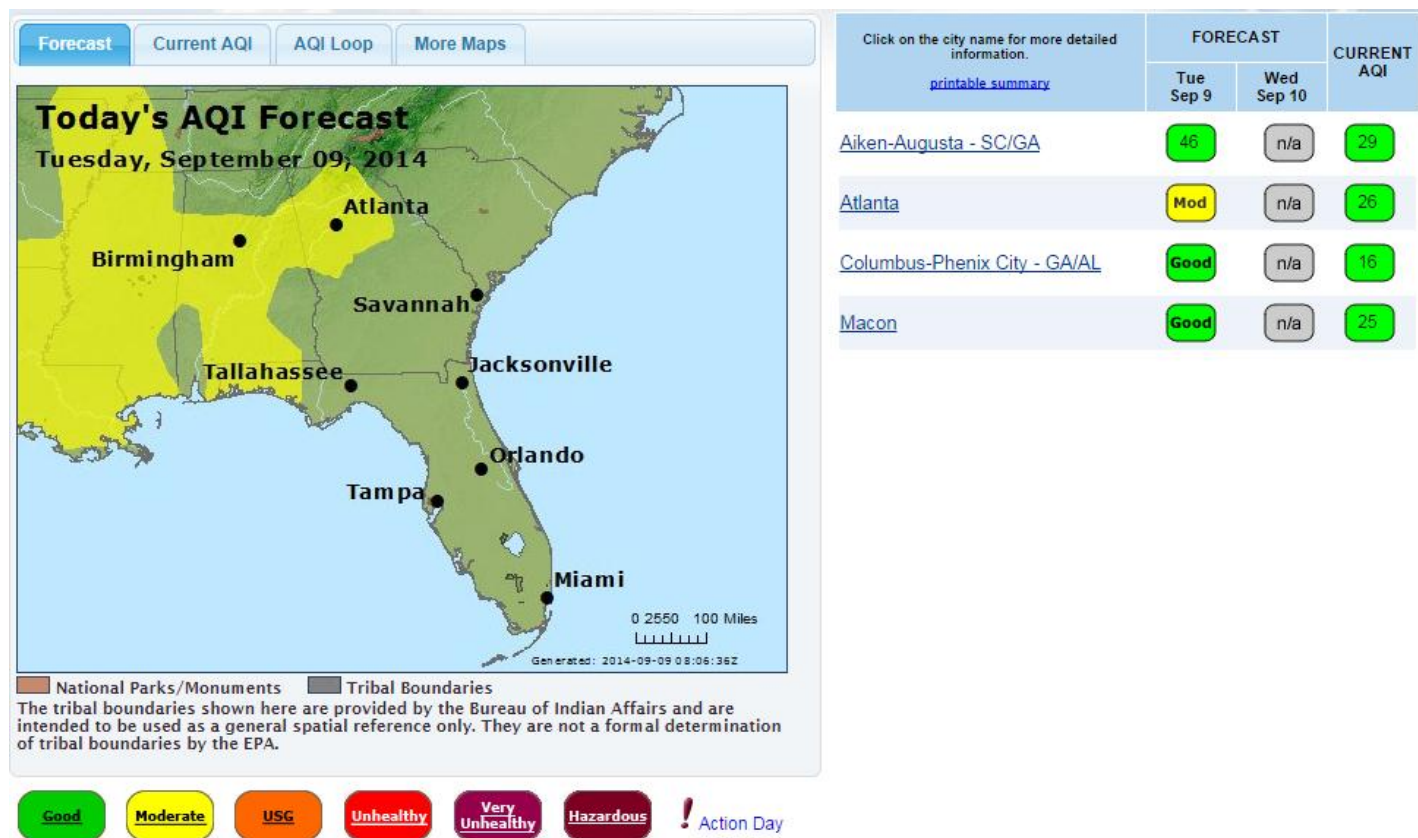 Forecast
Current AQI
AQI Loop
More Maps
Today's AQI Forecast
Tuesday, September 09, 2014
Atlanta
Birmingham
Savannah
Tallahassee
Jacksonville
Orlando
Tampa
Miami
0 2550 100 Miles
Generated: 2014-09-09 08:06:36Z
National Parks/Monuments
Tribal Boundaries
The tribal boundaries shown here are provided by the Bureau of Indian Affairs and are
intended to be used as a general spatial reference only. They are not a formal determination
of tribal boundaries by the EPA.
Good
Moderate
USG
Unhealthy
Very
Unhealthy
Hazardous
! Action Day
Click on the city name for more detailed
information.
printable summary
FORECAST
CURRENT
AQI
Tue
Sep 9
Wed
Sep 10
Aiken-Augusta - SC/GA
46
n/a
29
Atlanta
Mod
n/a
26
Columbus-Phenix City - GA/AL
Good
n/a
16
Macon
Good
n/a
25